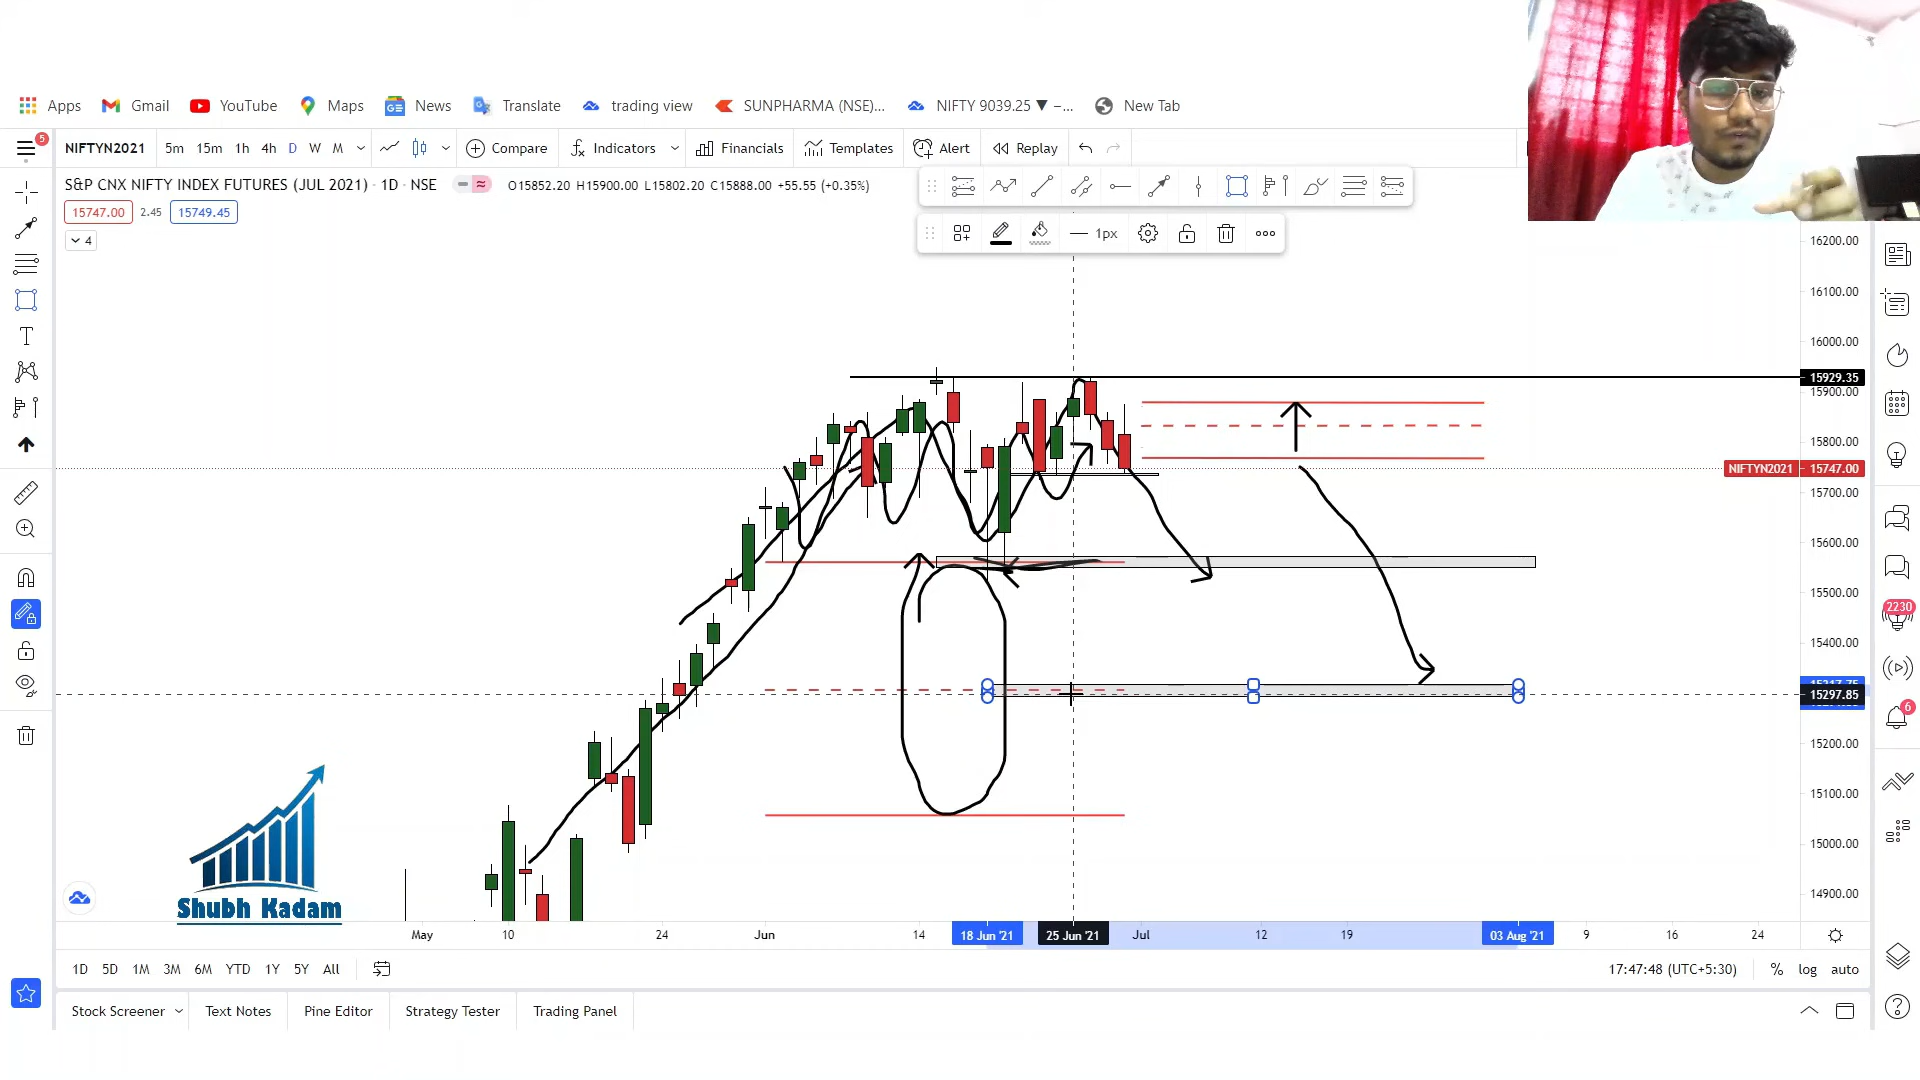 Apps Gmail YouTube Maps News Translate trading view SUNPHARMA (NSE)... NIFTY 9039.25 ▼ –... New Tab
5 NIFTYN2021 5m 15m 1h 4h D W M Compare Indicators Financials Templates Alert Replay
S&P CNX NIFTY INDEX FUTURES (JUL 2021) · 1D · NSE O15852.20 H15900.00 L15802.20 C15888.00 +55.55 (+0.35%)
15747.00 2.45 15749.45
1px
4
16200.00
16100.00
16000.00
15929.35
15900.00
15800.00
NIFTYN2021 15747.00
15700.00
15600.00
15500.00
15400.00
15297.85
15200.00
15100.00
15000.00
14900.00
2230
6
Shubh Kadam
May 10 24 Jun 14 18 Jun '21 25 Jun '21 Jul 12 19 03 Aug '21 9 16 24
1D 5D 1M 3M 6M YTD 1Y 5Y All 17:47:48 (UTC+5:30) % log auto
Stock Screener Text Notes Pine Editor Strategy Tester Trading Panel